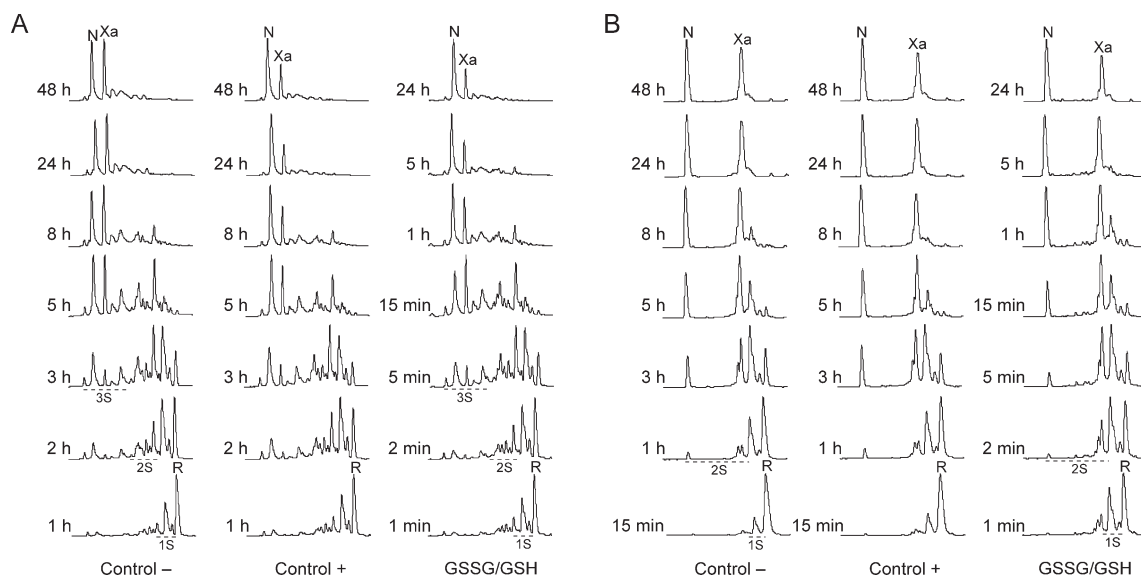 A
B
N Xa
N
Xa
N
Xa
N
Xa
N
Xa
N
Xa
48 h
48 h
24 h
48 h
48 h
24 h
24 h
24 h
5 h
24 h
24 h
5 h
8 h
8 h
1 h
8 h
8 h
1 h
5 h
5 h
15 min
5 h
5 h
15 min
3 h
3 h
5 min
3 h
3 h
5 min
3S
3S
2 h
2 h
2 min
1 h
1 h
2 min
2S
R
R
2S
R
2S
R
R
2S
R
1 h
1 h
1 min
15 min
15 min
1 min
1S
1S
1S
1S
Control –
Control +
GSSG/GSH
Control –
Control +
GSSG/GSH